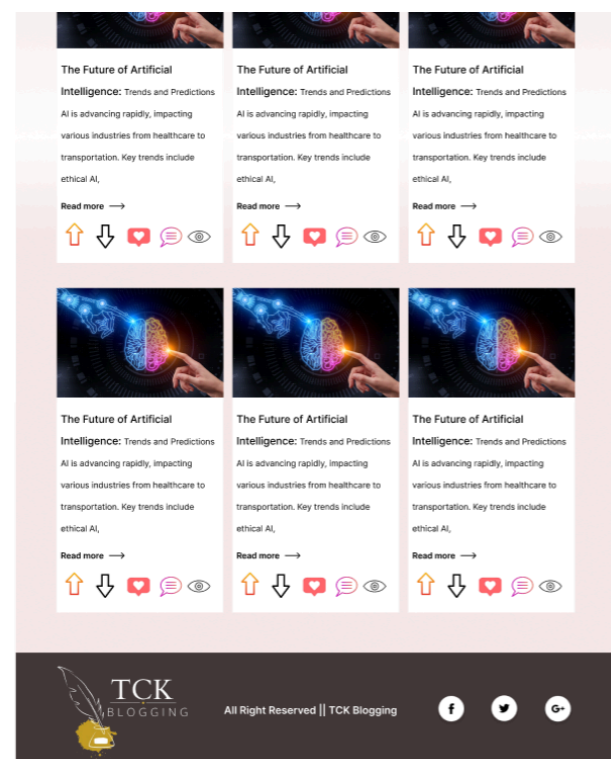 The Future of Artificial
Intelligence: Trends and Predictions
AI is advancing rapidly, impacting
various industries from healthcare to
transportation. Key trends include
ethical AI,
Read more
The Future of Artificial
Intelligence: Trends and Predictions
AI is advancing rapidly, impacting
various industries from healthcare to
transportation. Key trends include
ethical AI,
Read more
The Future of Artificial
Intelligence: Trends and Predictions
AI is advancing rapidly, impacting
various industries from healthcare to
transportation. Key trends include
ethical AI,
Read more
The Future of Artificial
Intelligence: Trends and Predictions
AI is advancing rapidly, impacting
various industries from healthcare to
transportation. Key trends include
ethical AI,
Read more
The Future of Artificial
Intelligence: Trends and Predictions
AI is advancing rapidly, impacting
various industries from healthcare to
transportation. Key trends include
ethical AI,
Read more
The Future of Artificial
Intelligence: Trends and Predictions
AI is advancing rapidly, impacting
various industries from healthcare to
transportation. Key trends include
ethical AI,
Read more
TCK
BLOGGING
All Right Reserved || TCK Blogging
f
G+